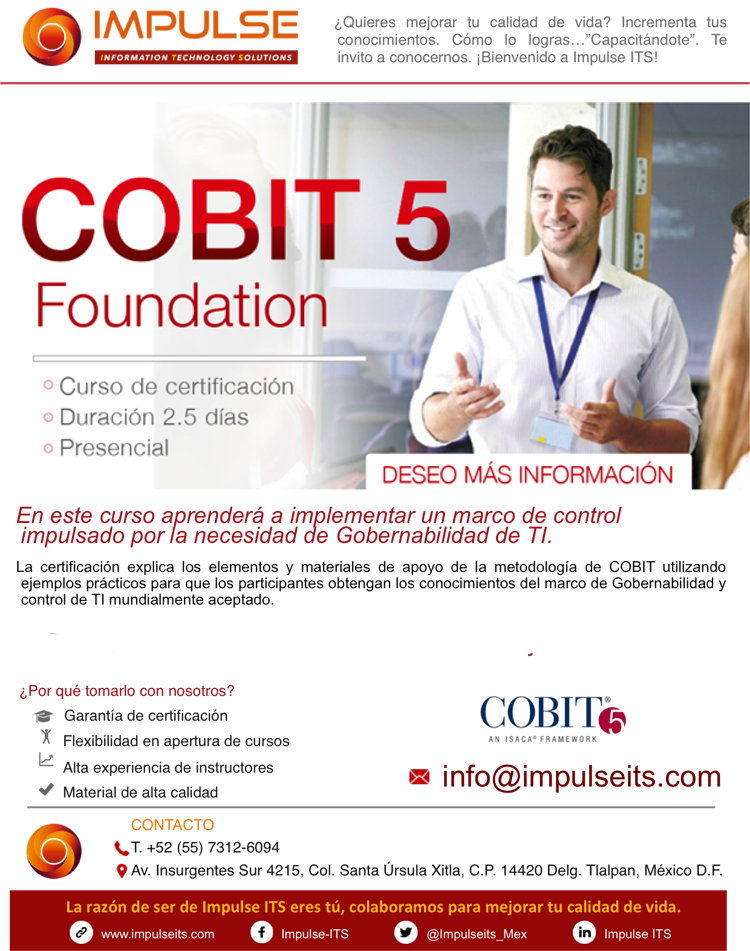 IMPULSE
INFORMATION TECHNOLOGY SOLUTIONS
¿Quieres mejorar tu calidad de vida? Incrementa tus
conocimientos. Cómo lo logras…”Capacitándote”. Te
invito a conocernos. ¡Bienvenido a Impulse ITS!
COBIT 5
Foundation
Curso de certificación
Duración 2.5 días
Presencial
DESEO MÁS INFORMACIÓN
En este curso aprenderá a implementar un marco de control
impulsado por la necesidad de Gobernabilidad de TI.
La certificación explica los elementos y materiales de apoyo de la metodología de COBIT utilizando
ejemplos prácticos para que los participantes obtengan los conocimientos del marco de Gobernabilidad y
control de TI mundialmente aceptado.
¿Por qué tomarlo con nosotros?
Garantía de certificación
Flexibilidad en apertura de cursos
Alta experiencia de instructores
Material de alta calidad
COBIT® 5
AN ISACA® FRAMEWORK
info@impulseits.com
CONTACTO
T. +52 (55) 7312-6094
Av. Insurgentes Sur 4215, Col. Santa Úrsula Xitla, C.P. 14420 Delg. Tlalpan, México D.F.
La razón de ser de Impulse ITS eres tú, colaboramos para mejorar tu calidad de vida.
www.impulseits.com
Impulse-ITS
@Impulseits_Mex
Impulse ITS